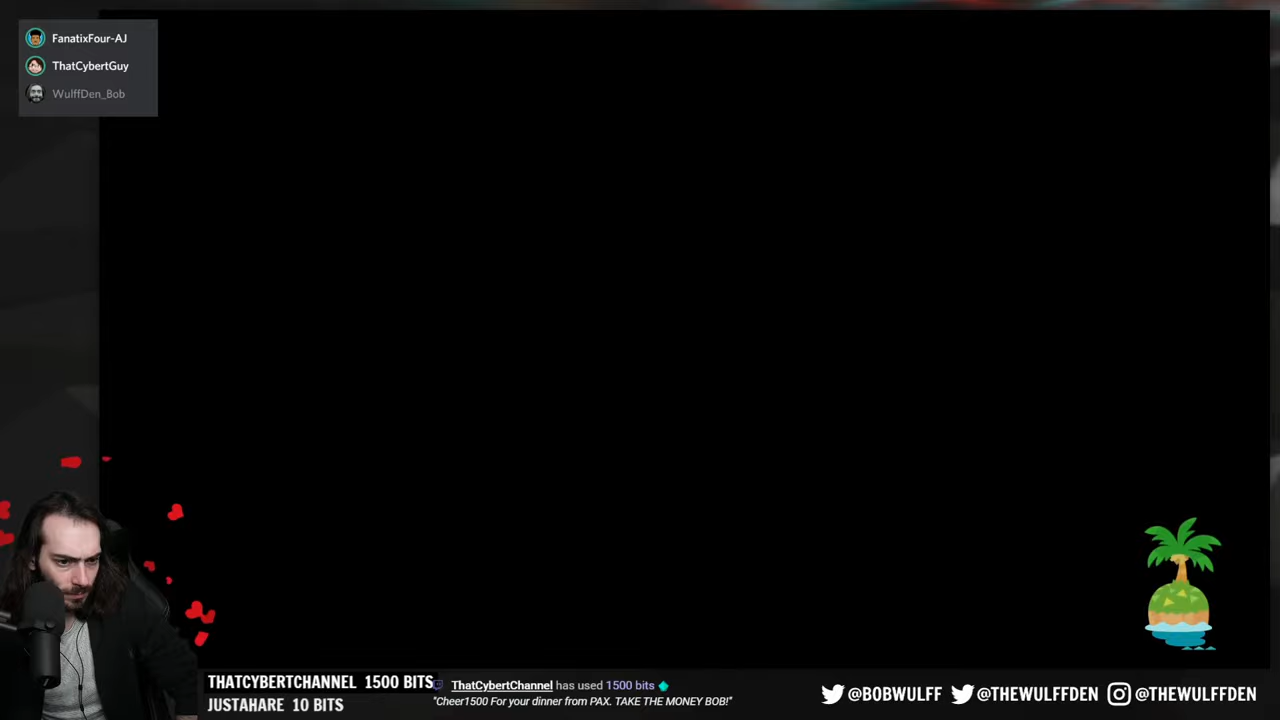 FanatixFour-AJ
ThatCybertGuy
WulffDen_Bob
THATCYBERTCHANNEL 1500 BITS
JUSTAHARE 10 BITS
ThatCybertChannel has used 1500 bits
"Cheer1500 For your dinner from PAX. TAKE THE MONEY BOB!"
@BOBWULFF @THEWULFFDEN @THEWULFFDEN